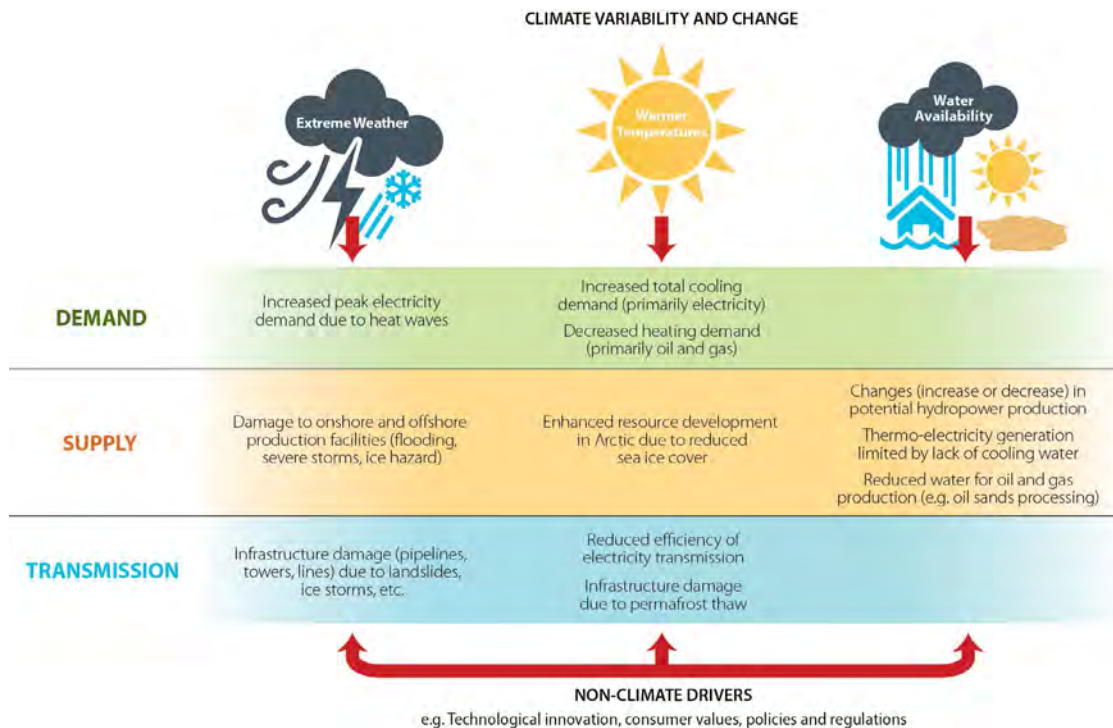 CLIMATE VARIABILITY AND CHANGE
Extreme Weather
Warmer
Temperatures
Water
Availability
DEMAND
Increased peak electricity
demand due to heat waves
Increased total cooling
demand (primarily electricity)
Decreased heating demand
(primarily oil and gas)
SUPPLY
Damage to onshore and offshore
production facilities (flooding,
severe storms, ice hazard)
Enhanced resource development
in Arctic due to reduced
sea ice cover
Changes (increase or decrease) in
potential hydropower production
Thermo-electricity generation
limited by lack of cooling water
Reduced water for oil and gas
production (e.g. oil sands processing)
TRANSMISSION
Infrastructure damage (pipelines,
towers, lines) due to landslides,
ice storms, etc.
Reduced efficiency of
electricity transmission
Infrastructure damage
due to permafrost thaw
NON-CLIMATE DRIVERS
e.g. Technological innovation, consumer values, policies and regulations